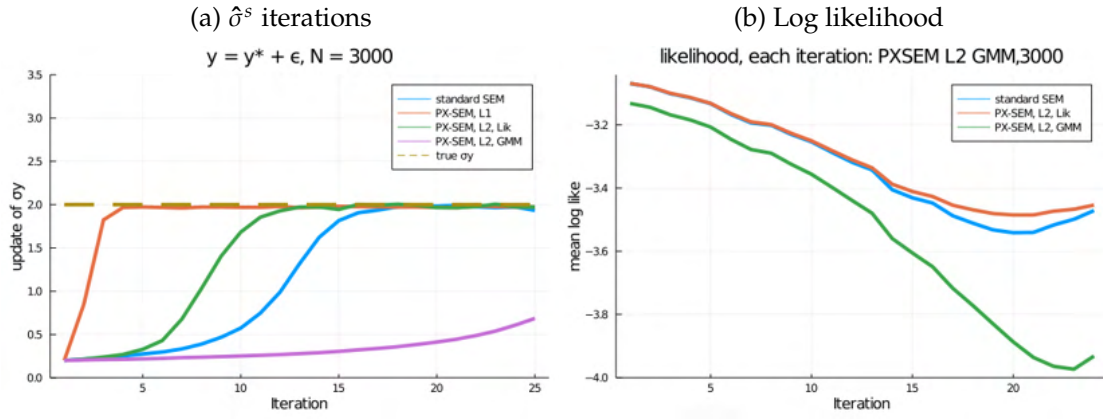 (a) σ̂ˢ iterations
y = y* + ϵ, N = 3000
3.5
3.0
2.5
2.0
1.5
1.0
0.5
0.0
update of σy
standard SEM
PX-SEM, L1
PX-SEM, L2, Lik
PX-SEM, L2, GMM
true σy
5
10
15
20
25
Iteration
(b) Log likelihood
likelihood, each iteration: PXSEM L2 GMM,3000
−3.2
−3.4
−3.6
−3.8
−4.0
mean log like
standard SEM
PX-SEM, L2, Lik
PX-SEM, L2, GMM
5
10
15
20
Iteration